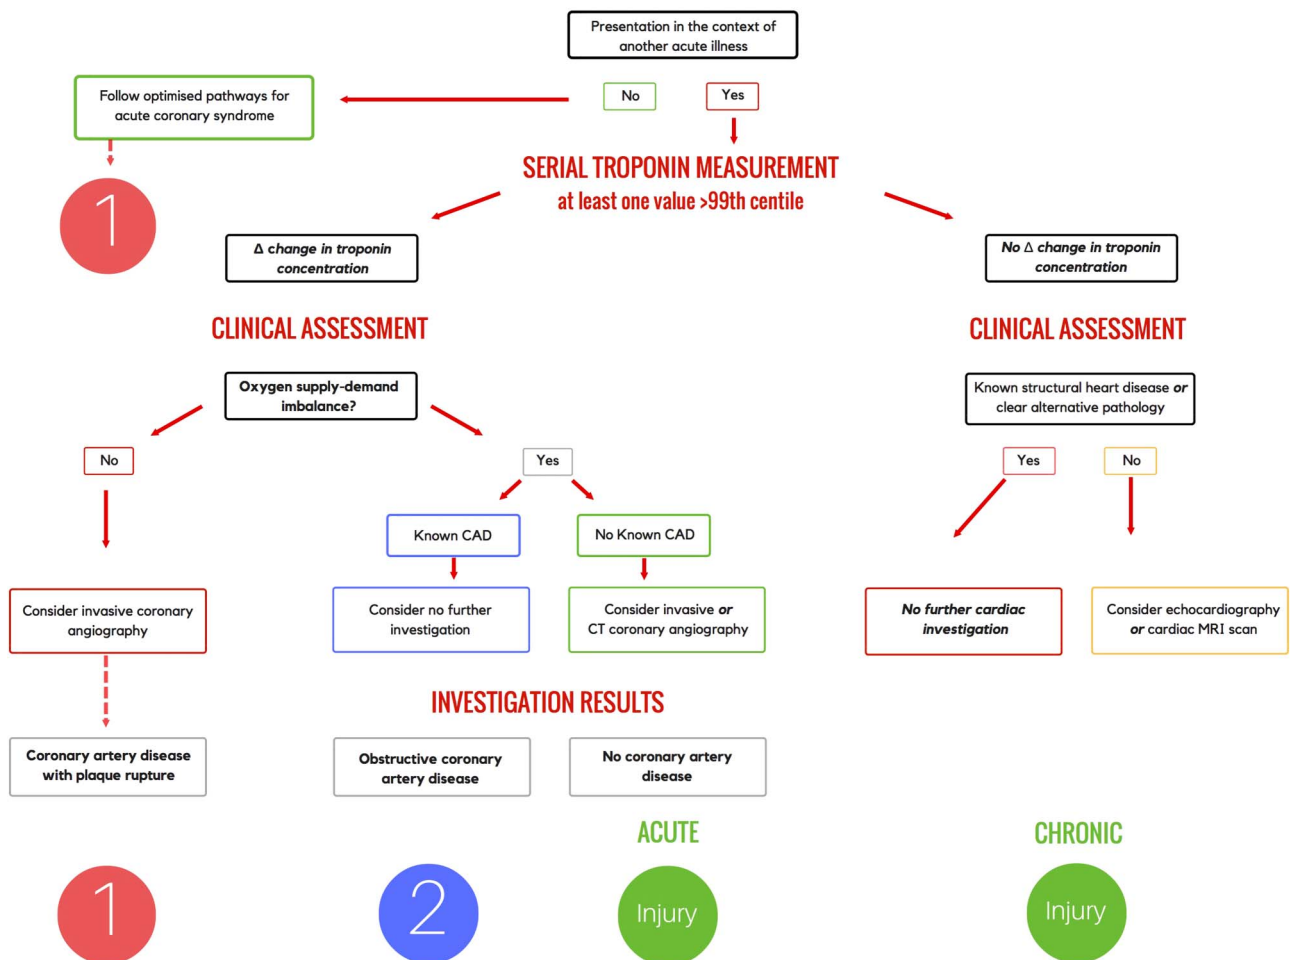 Presentation in the context of
another acute illness
No
Yes
Follow optimised pathways for
acute coronary syndrome
1
SERIAL TROPONIN MEASUREMENT
at least one value >99th centile
Δ change in troponin
concentration
No Δ change in troponin
concentration
CLINICAL ASSESSMENT
CLINICAL ASSESSMENT
Oxygen supply-demand
imbalance?
Known structural heart disease or
clear alternative pathology
No
Yes
Yes
No
Known CAD
No Known CAD
Consider invasive coronary
angiography
Consider no further
investigation
Consider invasive or
CT coronary angiography
No further cardiac
investigation
Consider echocardiography
or cardiac MRI scan
INVESTIGATION RESULTS
Coronary artery disease
with plaque rupture
Obstructive coronary
artery disease
No coronary artery
disease
ACUTE
CHRONIC
1
2
Injury
Injury